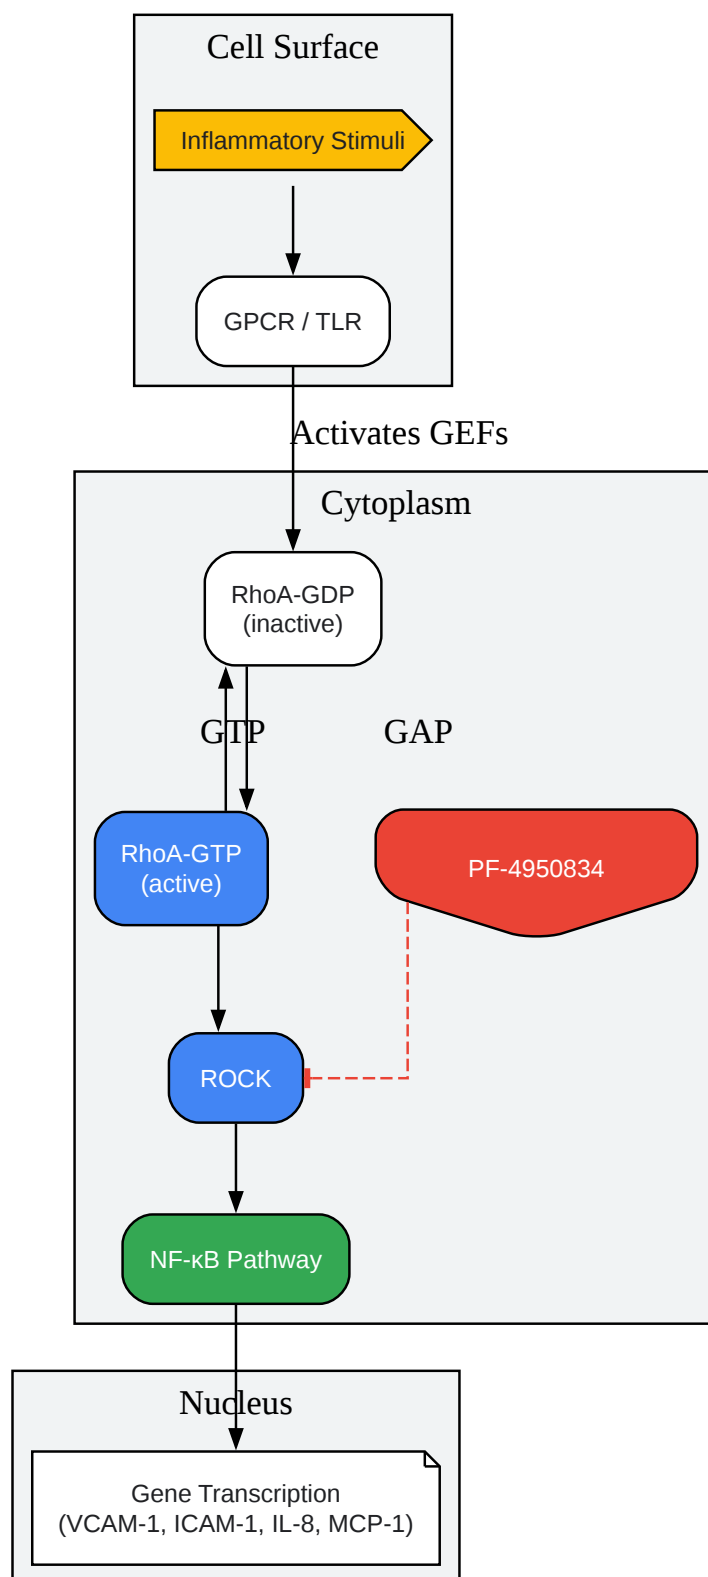 Cell Surface
Inflammatory Stimuli
GPCR / TLR
Activates GEFs
Cytoplasm
RhoA-GDP
(inactive)
GTP
GAP
RhoA-GTP
(active)
PF-4950834
ROCK
NF-κB Pathway
Nucleus
Gene Transcription
(VCAM-1, ICAM-1, IL-8, MCP-1)